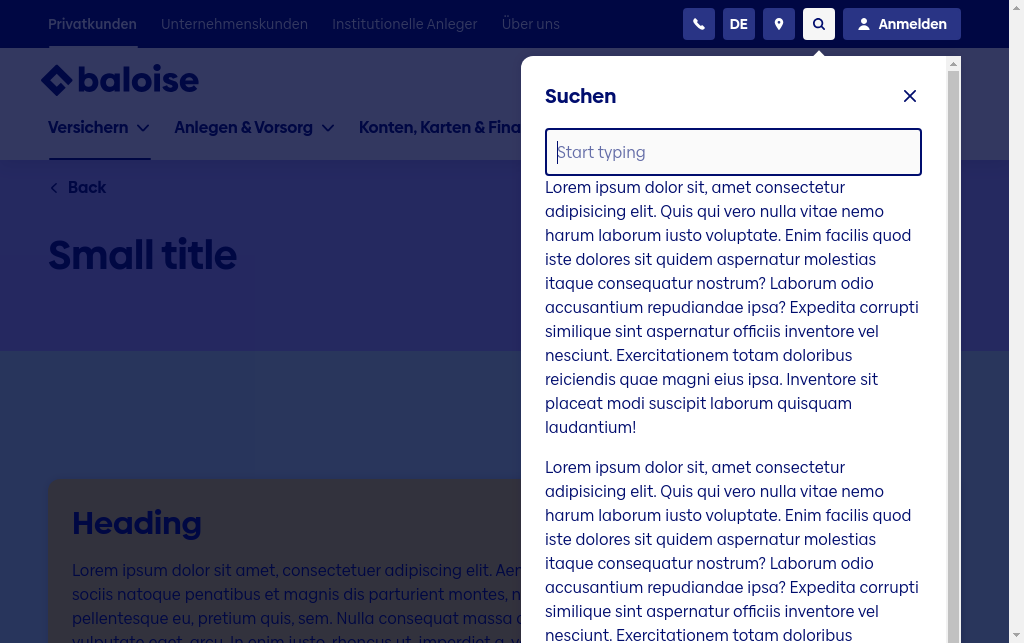 Privatkunden Unternehmenskunden Institutionelle Anleger Über uns DE Anmelden
baloise
Versichern Anlegen & Vorsorg Konten, Karten & Fina
Back
Small title
Heading
Lorem ipsum dolor sit amet, consectetuer adipiscing elit. Aen
sociis natoque penatibus et magnis dis parturient montes, n
pellentesque eu, pretium quis, sem. Nulla consequat massa q
vulputate eget, arcu. In enim justo, rhoncus ut, imperdiet a, v
Suchen
Start typing
Lorem ipsum dolor sit, amet consectetur
adipisicing elit. Quis qui vero nulla vitae nemo
harum laborum iusto voluptate. Enim facilis quod
iste dolores sit quidem aspernatur molestias
itaque consequatur nostrum? Laborum odio
accusantium repudiandae ipsa? Expedita corrupti
similique sint aspernatur officiis inventore vel
nesciunt. Exercitationem totam doloribus
reiciendis quae magni eius ipsa. Inventore sit
placeat modi suscipit laborum quisquam
laudantium!
Lorem ipsum dolor sit, amet consectetur
adipisicing elit. Quis qui vero nulla vitae nemo
harum laborum iusto voluptate. Enim facilis quod
iste dolores sit quidem aspernatur molestias
itaque consequatur nostrum? Laborum odio
accusantium repudiandae ipsa? Expedita corrupti
similique sint aspernatur officiis inventore vel
nesciunt. Exercitationem totam doloribus